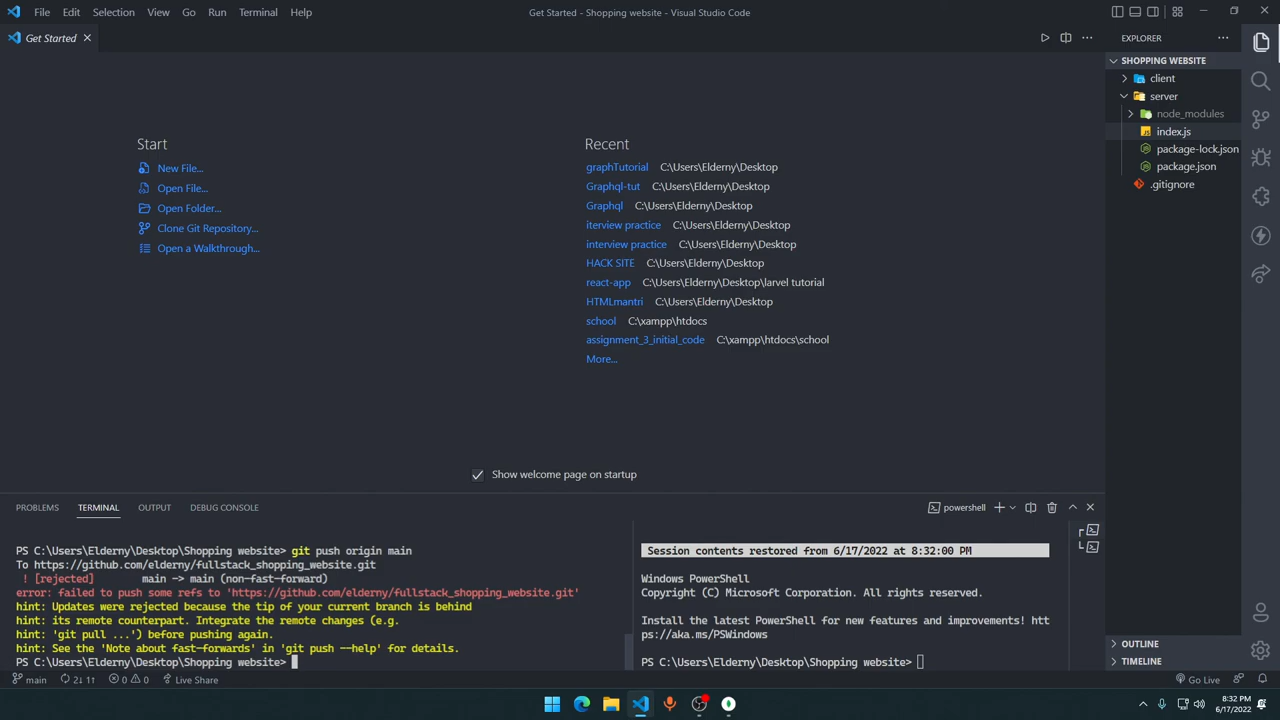 File Edit Selection View Go Run Terminal Help
Get Started - Shopping website - Visual Studio Code
Get Started
Start
New File...
Open File...
Open Folder...
Clone Git Repository...
Open a Walkthrough...
Recent
graphTutorial C:\Users\Elderny\Desktop
Graphql-tut C:\Users\Elderny\Desktop
Graphql C:\Users\Elderny\Desktop
iterview practice C:\Users\Elderny\Desktop
interview practice C:\Users\Elderny\Desktop
HACK SITE C:\Users\Elderny\Desktop
react-app C:\Users\Elderny\Desktop\larvel tutorial
HTMLmantri C:\Users\Elderny\Desktop
school C:\xampp\htdocs
assignment_3_initial_code C:\xampp\htdocs\school
More...
Show welcome page on startup
EXPLORER
SHOPPING WEBSITE
client
server
node_modules
index.js
package-lock.json
package.json
.gitignore
OUTLINE
TIMELINE
PROBLEMS TERMINAL OUTPUT DEBUG CONSOLE
powershell
PS C:\Users\Elderny\Desktop\Shopping website> git push origin main
To https://github.com/elderny/fullstack_shopping_website.git
! [rejected] main -> main (non-fast-forward)
error: failed to push some refs to 'https://github.com/elderny/fullstack_shopping_website.git'
hint: Updates were rejected because the tip of your current branch is behind
hint: its remote counterpart. Integrate the remote changes (e.g.
hint: 'git pull ...') before pushing again.
hint: See the 'Note about fast-forwards' in 'git push --help' for details.
PS C:\Users\Elderny\Desktop\Shopping website>
Session contents restored from 6/17/2022 at 8:32:00 PM
Windows PowerShell
Copyright (C) Microsoft Corporation. All rights reserved.
Install the latest PowerShell for new features and improvements! htt
ps://aka.ms/PSWindows
PS C:\Users\Elderny\Desktop\Shopping website>
main 2↓ 1↑ 0 0 Live Share
Go Live
8:32 PM
6/17/2022